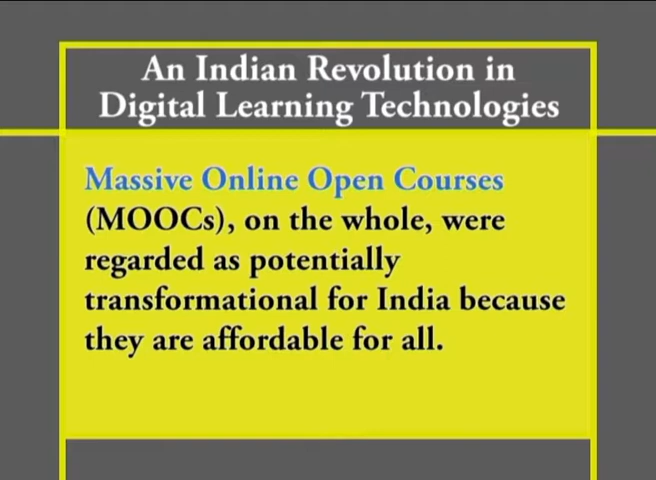 An Indian Revolution in
Digital Learning Technologies
Massive Online Open Courses
(MOOCs), on the whole, were
regarded as potentially
transformational for India because
they are affordable for all.